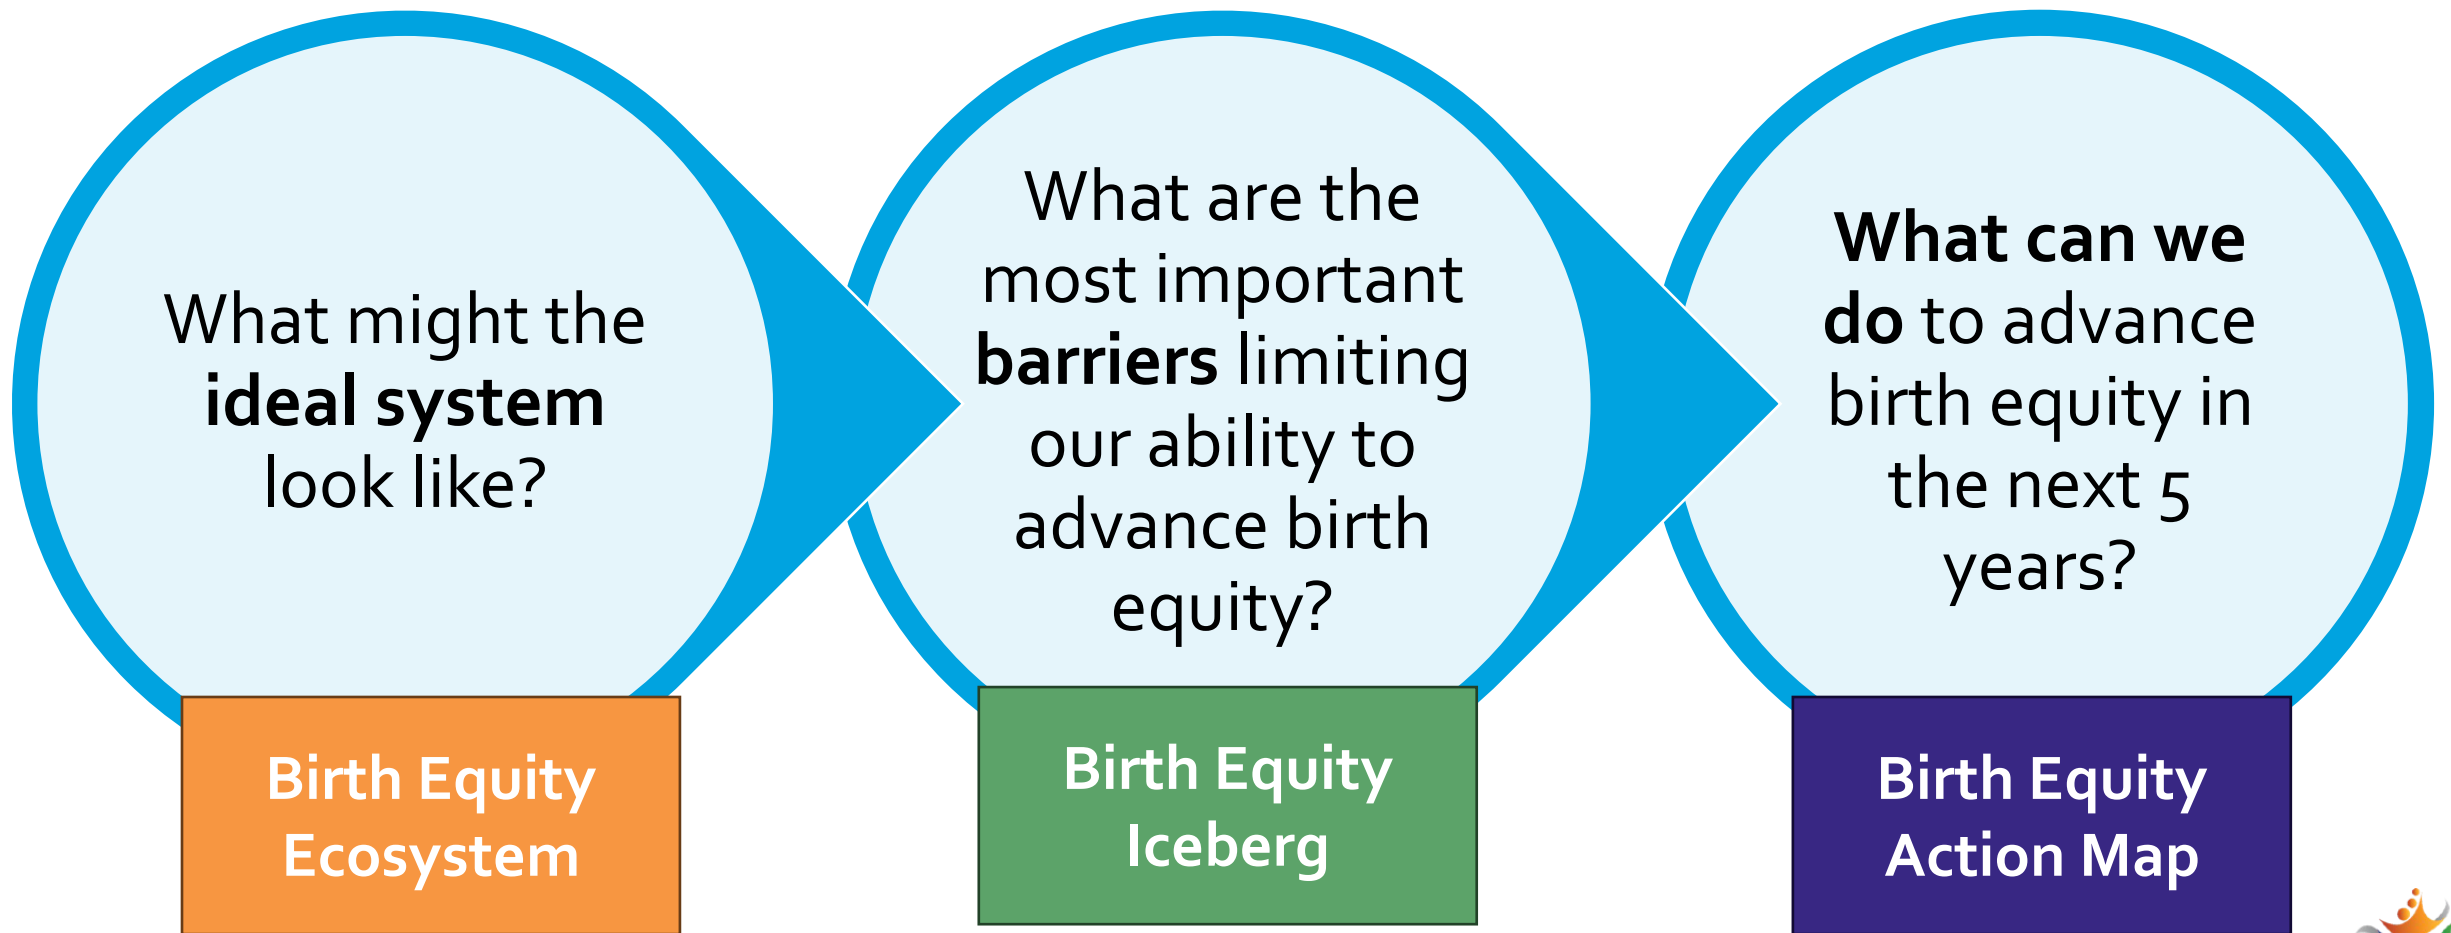 What might the
ideal system
look like?
Birth Equity
Ecosystem
What are the
most important
barriers limiting
our ability to
advance birth
equity?
Birth Equity
Iceberg
What can we
do to advance
birth equity in
the next 5
years?
Birth Equity
Action Map